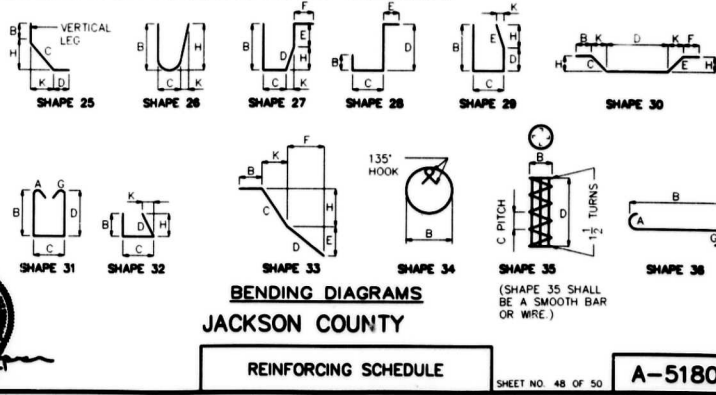 B
H
VERTICAL
LEG
C
K D
SHAPE 25
B
H
C K
SHAPE 26
F
B
E
H
D
C K
SHAPE 27
E
B
D
C
SHAPE 28
K
B
E
H
D
C
SHAPE 29
B K D K F
H C E H
SHAPE 30
A G
B D
C
SHAPE 31
K
B D H
C
SHAPE 32
F
K
B
C
H
D
E
SHAPE 33
135°
HOOK
B
SHAPE 34
B
C PITCH
D
1 1/2 TURNS
SHAPE 35
(SHAPE 35 SHALL
BE A SMOOTH BAR
OR WIRE.)
B
A
G
SHAPE 36
BENDING DIAGRAMS
JACKSON COUNTY
REINFORCING SCHEDULE
SHEET NO. 48 OF 50
A-5180